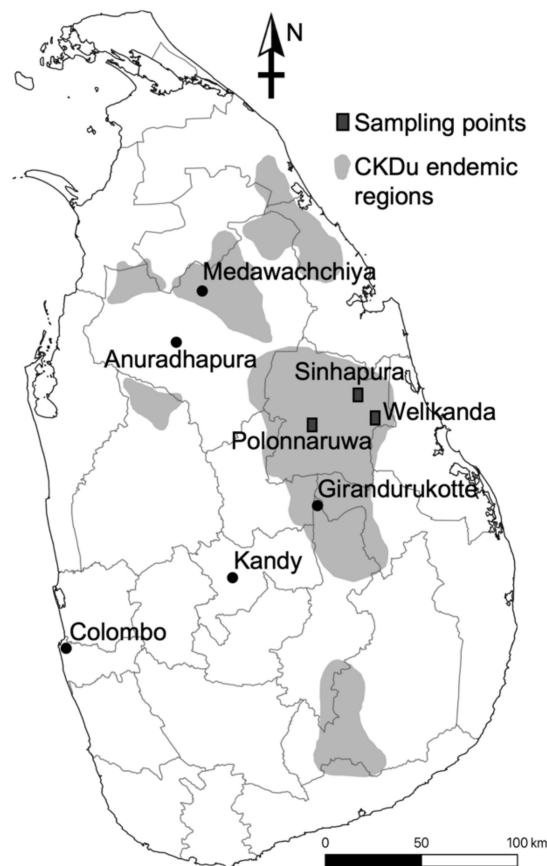 N
Sampling points
CKDu endemic
regions
Medawachchiya
Anuradhapura
Sinhapura
Welikanda
Polonnaruwa
Girandurukotte
Kandy
Colombo
0 50 100 km